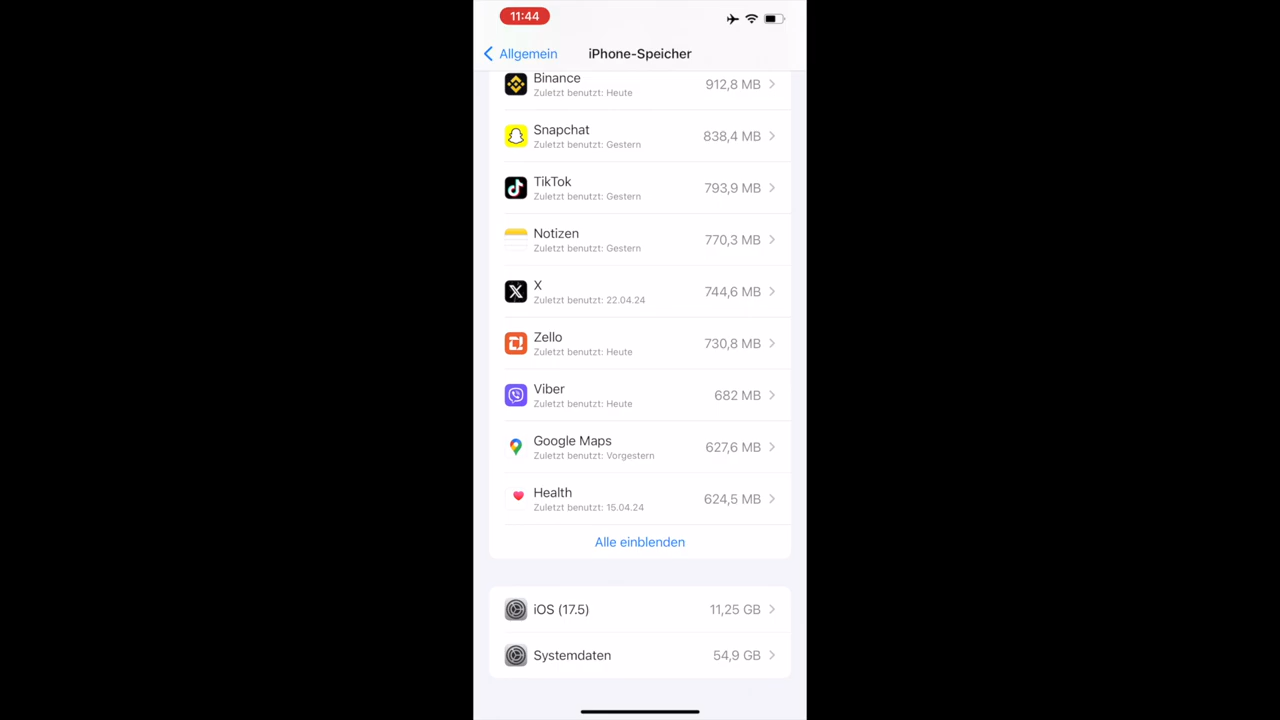 11:44
Allgemein
iPhone-Speicher
Binance
912,8 MB
Zuletzt benutzt: Heute
Snapchat
838,4 MB
Zuletzt benutzt: Gestern
TikTok
793,9 MB
Zuletzt benutzt: Gestern
Notizen
770,3 MB
Zuletzt benutzt: Gestern
X
744,6 MB
Zuletzt benutzt: 22.04.24
Zello
730,8 MB
Zuletzt benutzt: Heute
Viber
682 MB
Zuletzt benutzt: Heute
Google Maps
627,6 MB
Zuletzt benutzt: Vorgestern
Health
624,5 MB
Zuletzt benutzt: 15.04.24
Alle einblenden
iOS (17.5)
11,25 GB
Systemdaten
54,9 GB